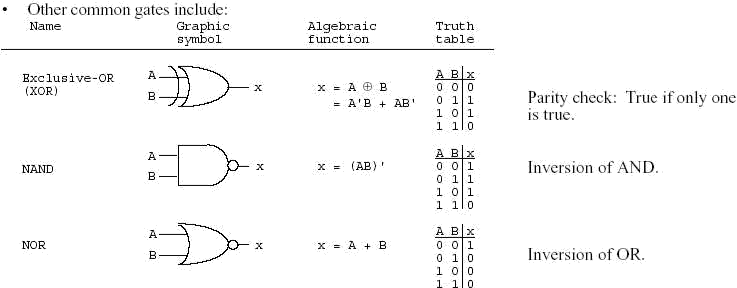 • Other common gates include:
Name Graphic symbol Algebraic function Truth table
Exclusive-OR (XOR)
A
B
x
x = A ⊕ B
= A'B + AB'
A B x
0 0 0
0 1 1
1 0 1
1 1 0
Parity check: True if only one
is true.
NAND
A
B
x
x = (AB)'
A B x
0 0 1
0 1 1
1 0 1
1 1 0
Inversion of AND.
NOR
A
B
x
x = A + B
A B x
0 0 1
0 1 0
1 0 0
1 1 0
Inversion of OR.